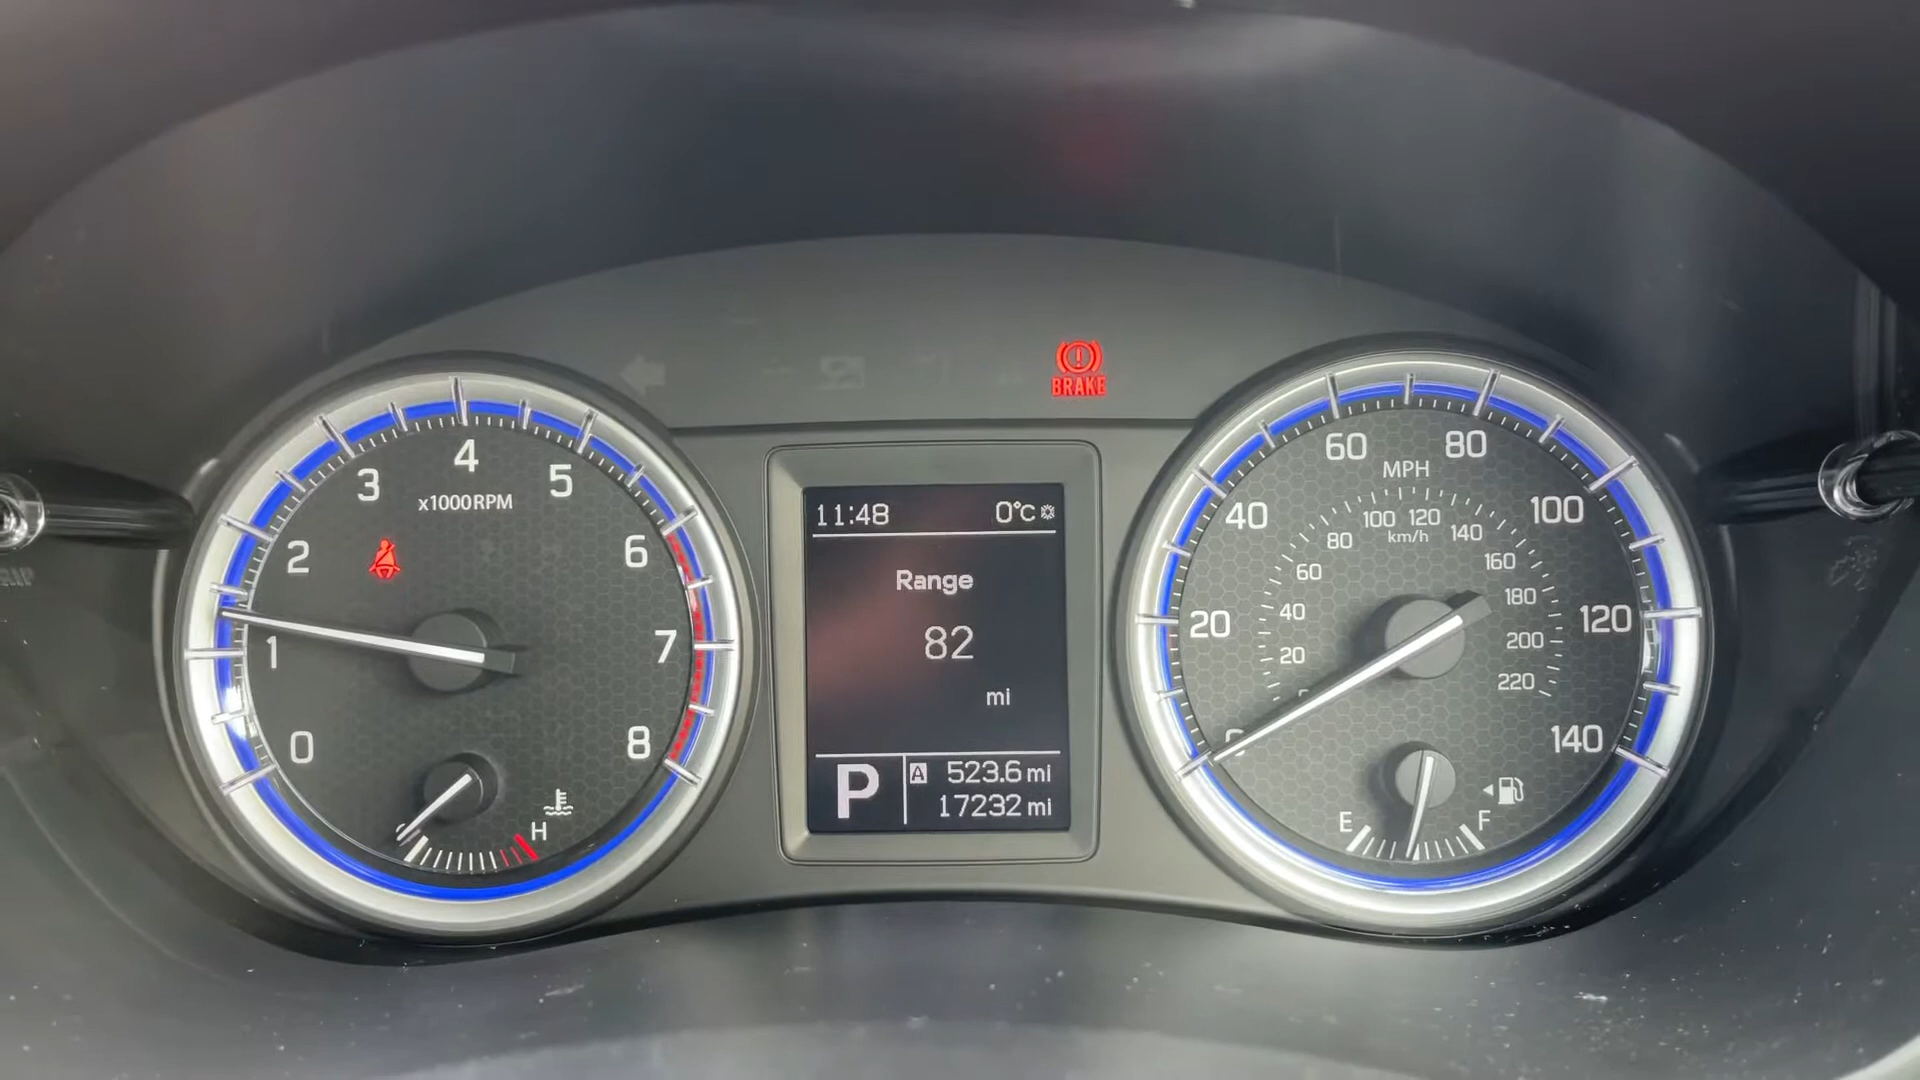 BRAKE
4
3
5
x1000RPM
2
6
1
7
0
8
H
11:48 0°C
Range
82
mi
P
A 523.6 mi
17232 mi
60 80
MPH
40
100
100 120
80 km/h 140
60 160
40 180
20 200
220
20
120
140
E F